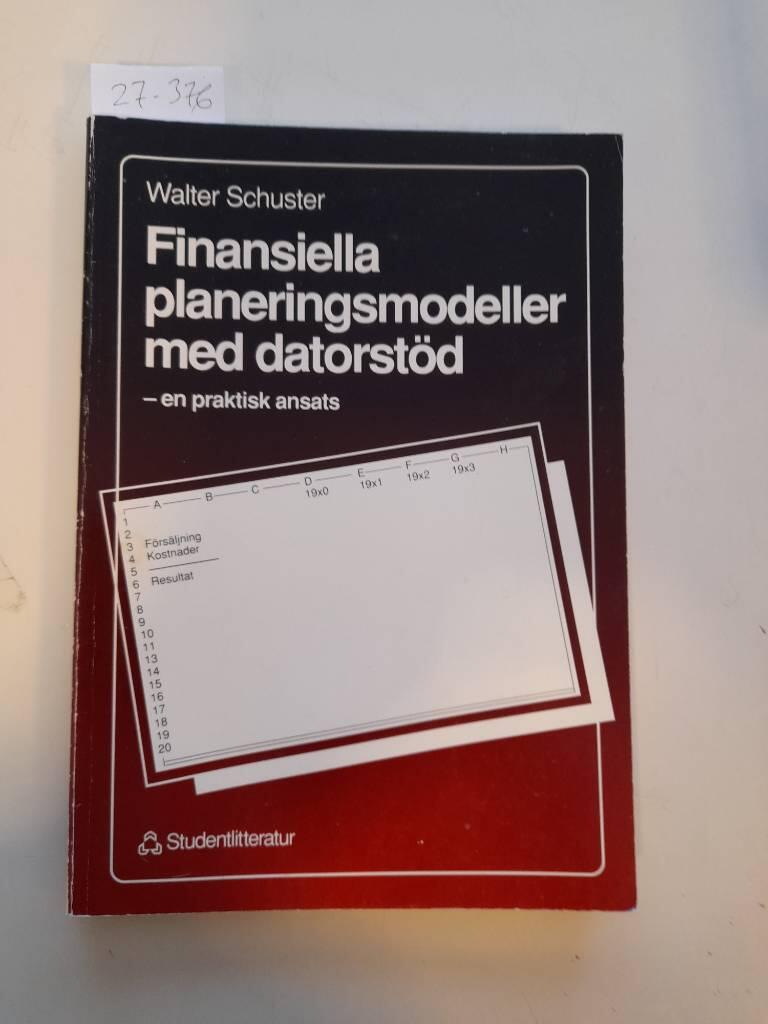 27-376
Walter Schuster
Finansiella
planeringsmodeller
med datorstöd
– en praktisk ansats
A B C D E F G H
19x0 19x1 19x2 19x3
1
2
3 Försäljning
4 Kostnader
5
6 Resultat
7
8
9
10
11
13
14
15
16
17
18
19
20
Studentlitteratur